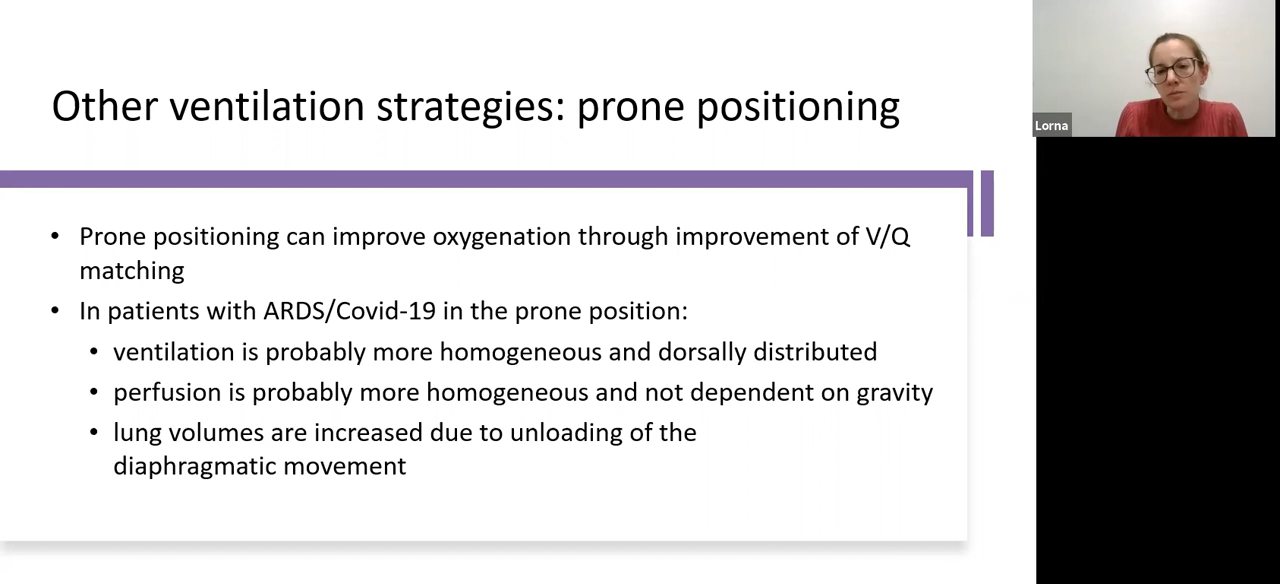 Other ventilation strategies: prone positioning
• Prone positioning can improve oxygenation through improvement of V/Q
matching
• In patients with ARDS/Covid-19 in the prone position:
• ventilation is probably more homogeneous and dorsally distributed
• perfusion is probably more homogeneous and not dependent on gravity
• lung volumes are increased due to unloading of the
diaphragmatic movement
Lorna